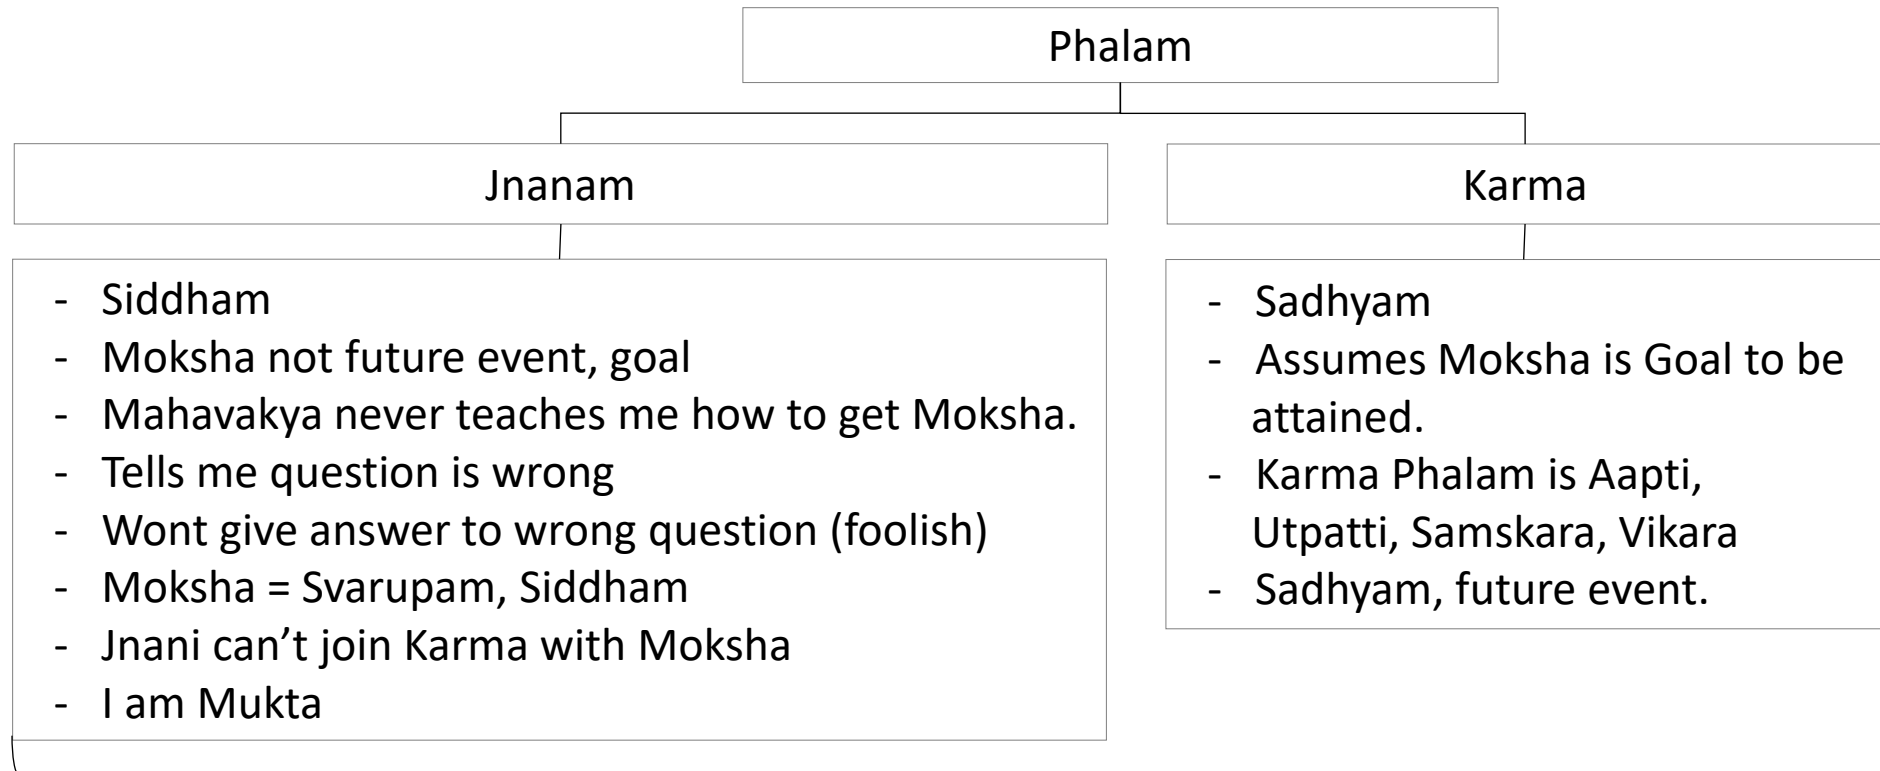 Phalam
Jnanam
Karma
- Siddham
- Moksha not future event, goal
- Mahavakya never teaches me how to get Moksha.
- Tells me question is wrong
- Wont give answer to wrong question (foolish)
- Moksha = Svarupam, Siddham
- Jnani can’t join Karma with Moksha
- I am Mukta
- Sadhyam
- Assumes Moksha is Goal to be
attained.
- Karma Phalam is Aapti,
Utpatti, Samskara, Vikara
- Sadhyam, future event.